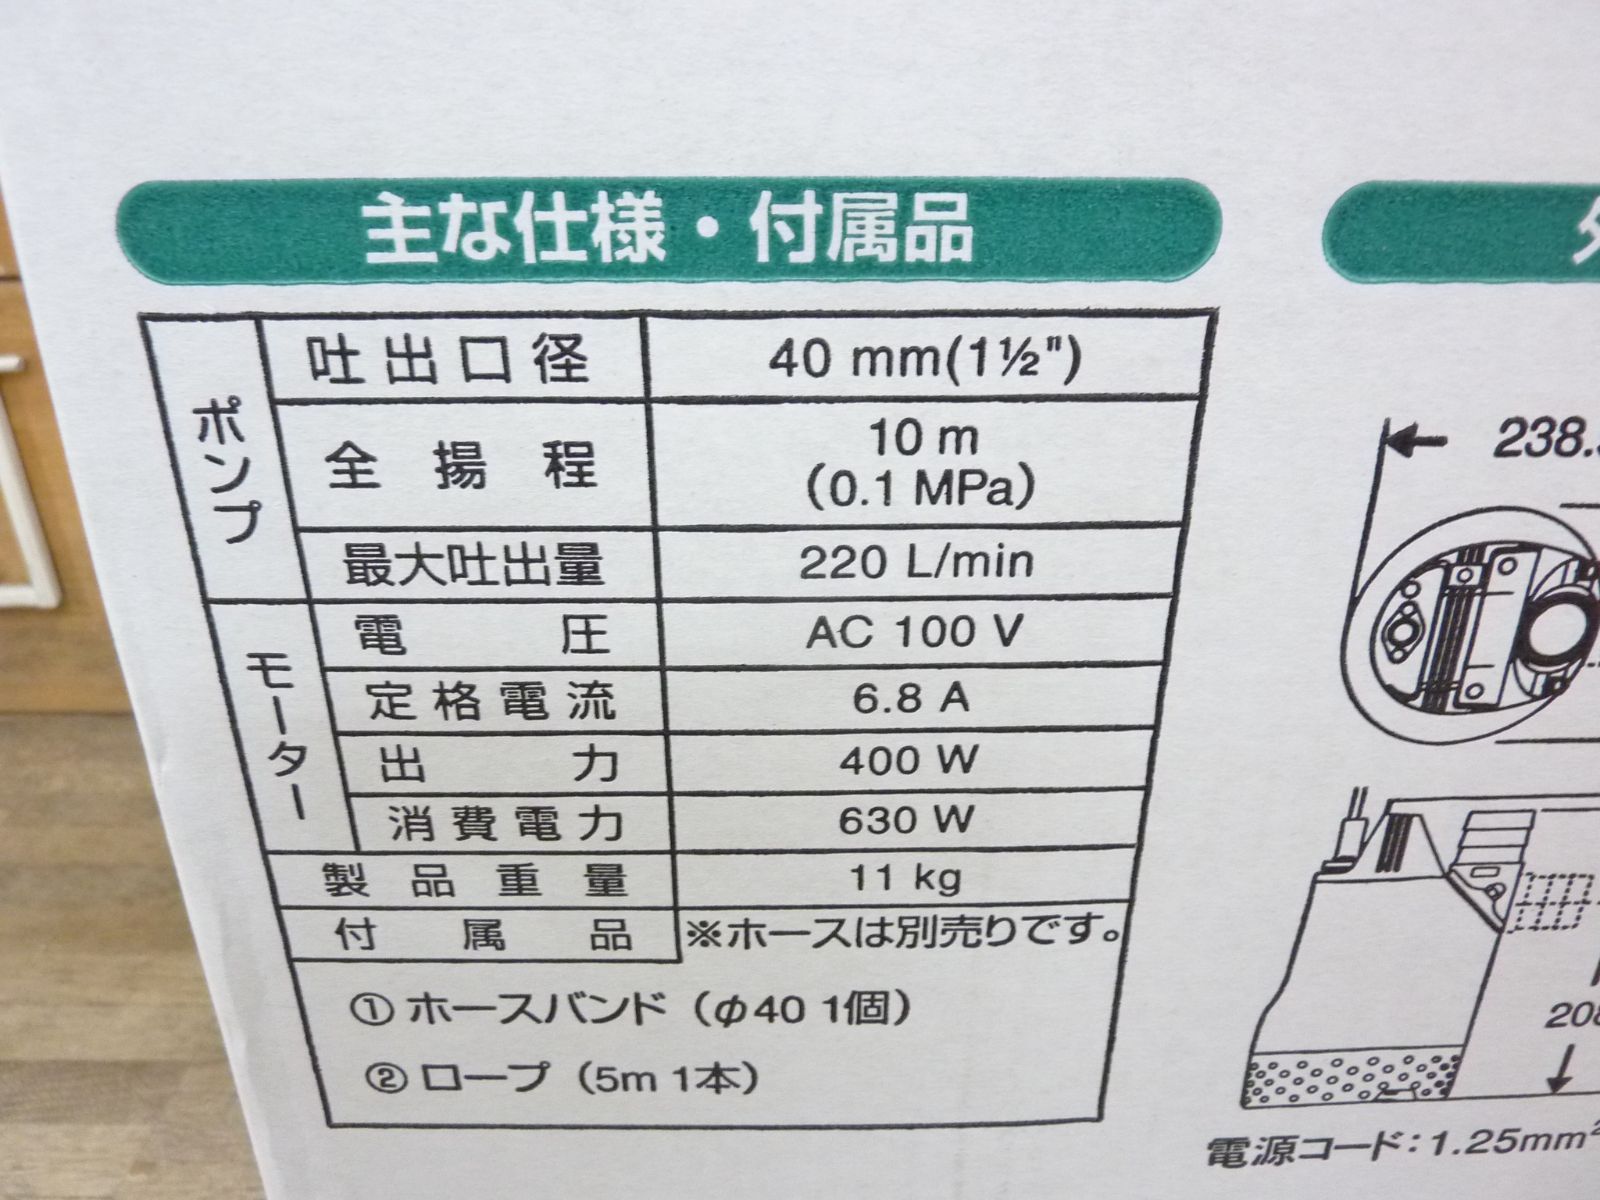 主な仕様・付属品
ポンプ
吐出口径 40 mm(1½")
全揚程 10 m
(0.1 MPa)
最大吐出量 220 L/min
モーター
電圧 AC 100 V
定格電流 6.8 A
出力 400 W
消費電力 630 W
製品重量 11 kg
付属品 ※ホースは別売りです。
① ホースバンド（φ40 1個）
② ロープ（5m 1本）
238.
208
電源コード：1.25mm²